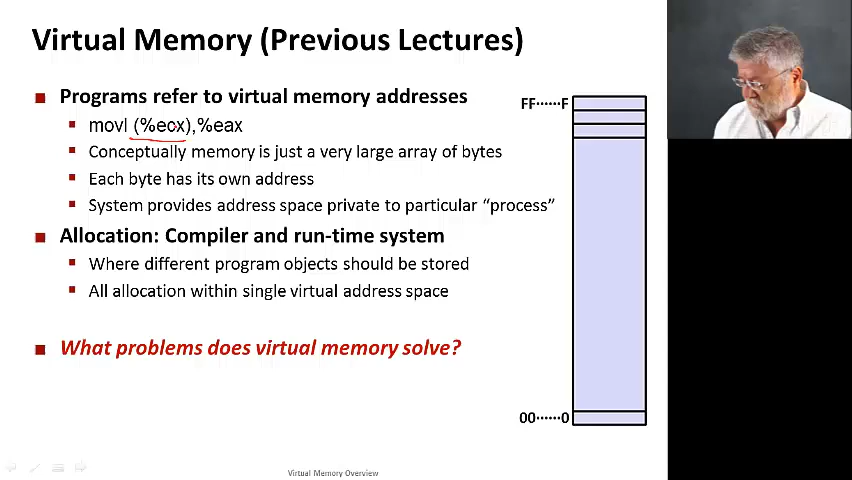 Virtual Memory (Previous Lectures)
Programs refer to virtual memory addresses
movl (%ecx),%eax
Conceptually memory is just a very large array of bytes
Each byte has its own address
System provides address space private to particular “process”
Allocation: Compiler and run-time system
Where different program objects should be stored
All allocation within single virtual address space
What problems does virtual memory solve?
FF······F
00······0
Virtual Memory Overview